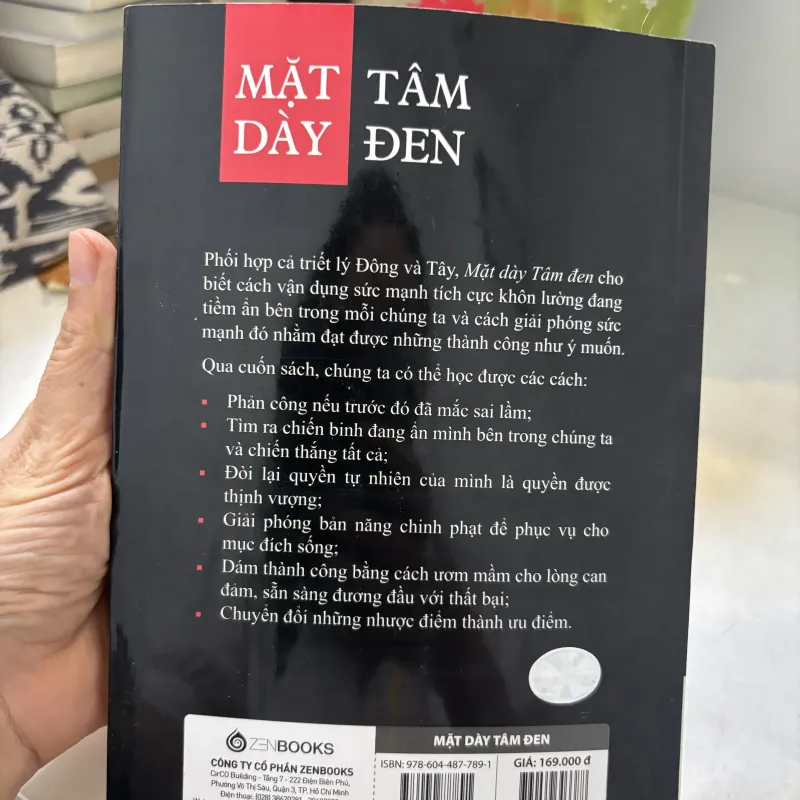 MẶT TÂM
DÀY ĐEN
Phối hợp cả triết lý Đông và Tây, Mặt dày Tâm đen cho
biết cách vận dụng sức mạnh tích cực khôn lường đang
tiềm ẩn bên trong mỗi chúng ta và cách giải phóng sức
mạnh đó nhằm đạt được những thành công như ý muốn.
Qua cuốn sách, chúng ta có thể học được các cách:
▪ Phản công nếu trước đó đã mắc sai lầm;
▪ Tìm ra chiến binh đang ẩn mình bên trong chúng ta
và chiến thắng tất cả;
▪ Đòi lại quyền tự nhiên của mình là quyền được
thịnh vượng;
▪ Giải phóng bản năng chinh phạt để phục vụ cho
mục đích sống;
▪ Dám thành công bằng cách ươm mầm cho lòng can
đảm, sẵn sàng đương đầu với thất bại;
▪ Chuyển đổi những nhược điểm thành ưu điểm.
ZENBOOKS
CÔNG TY CỔ PHẦN ZENBOOKS
CirCO Building - Tầng 7 - 222 Điện Biên Phủ,
Phường Võ Thị Sáu, Quận 3, TP. Hồ Chí Minh
Điện thoại: (028)
MẶT DÀY TÂM ĐEN
ISBN: 978-604-487-789-1
GIÁ: 169.000 đ